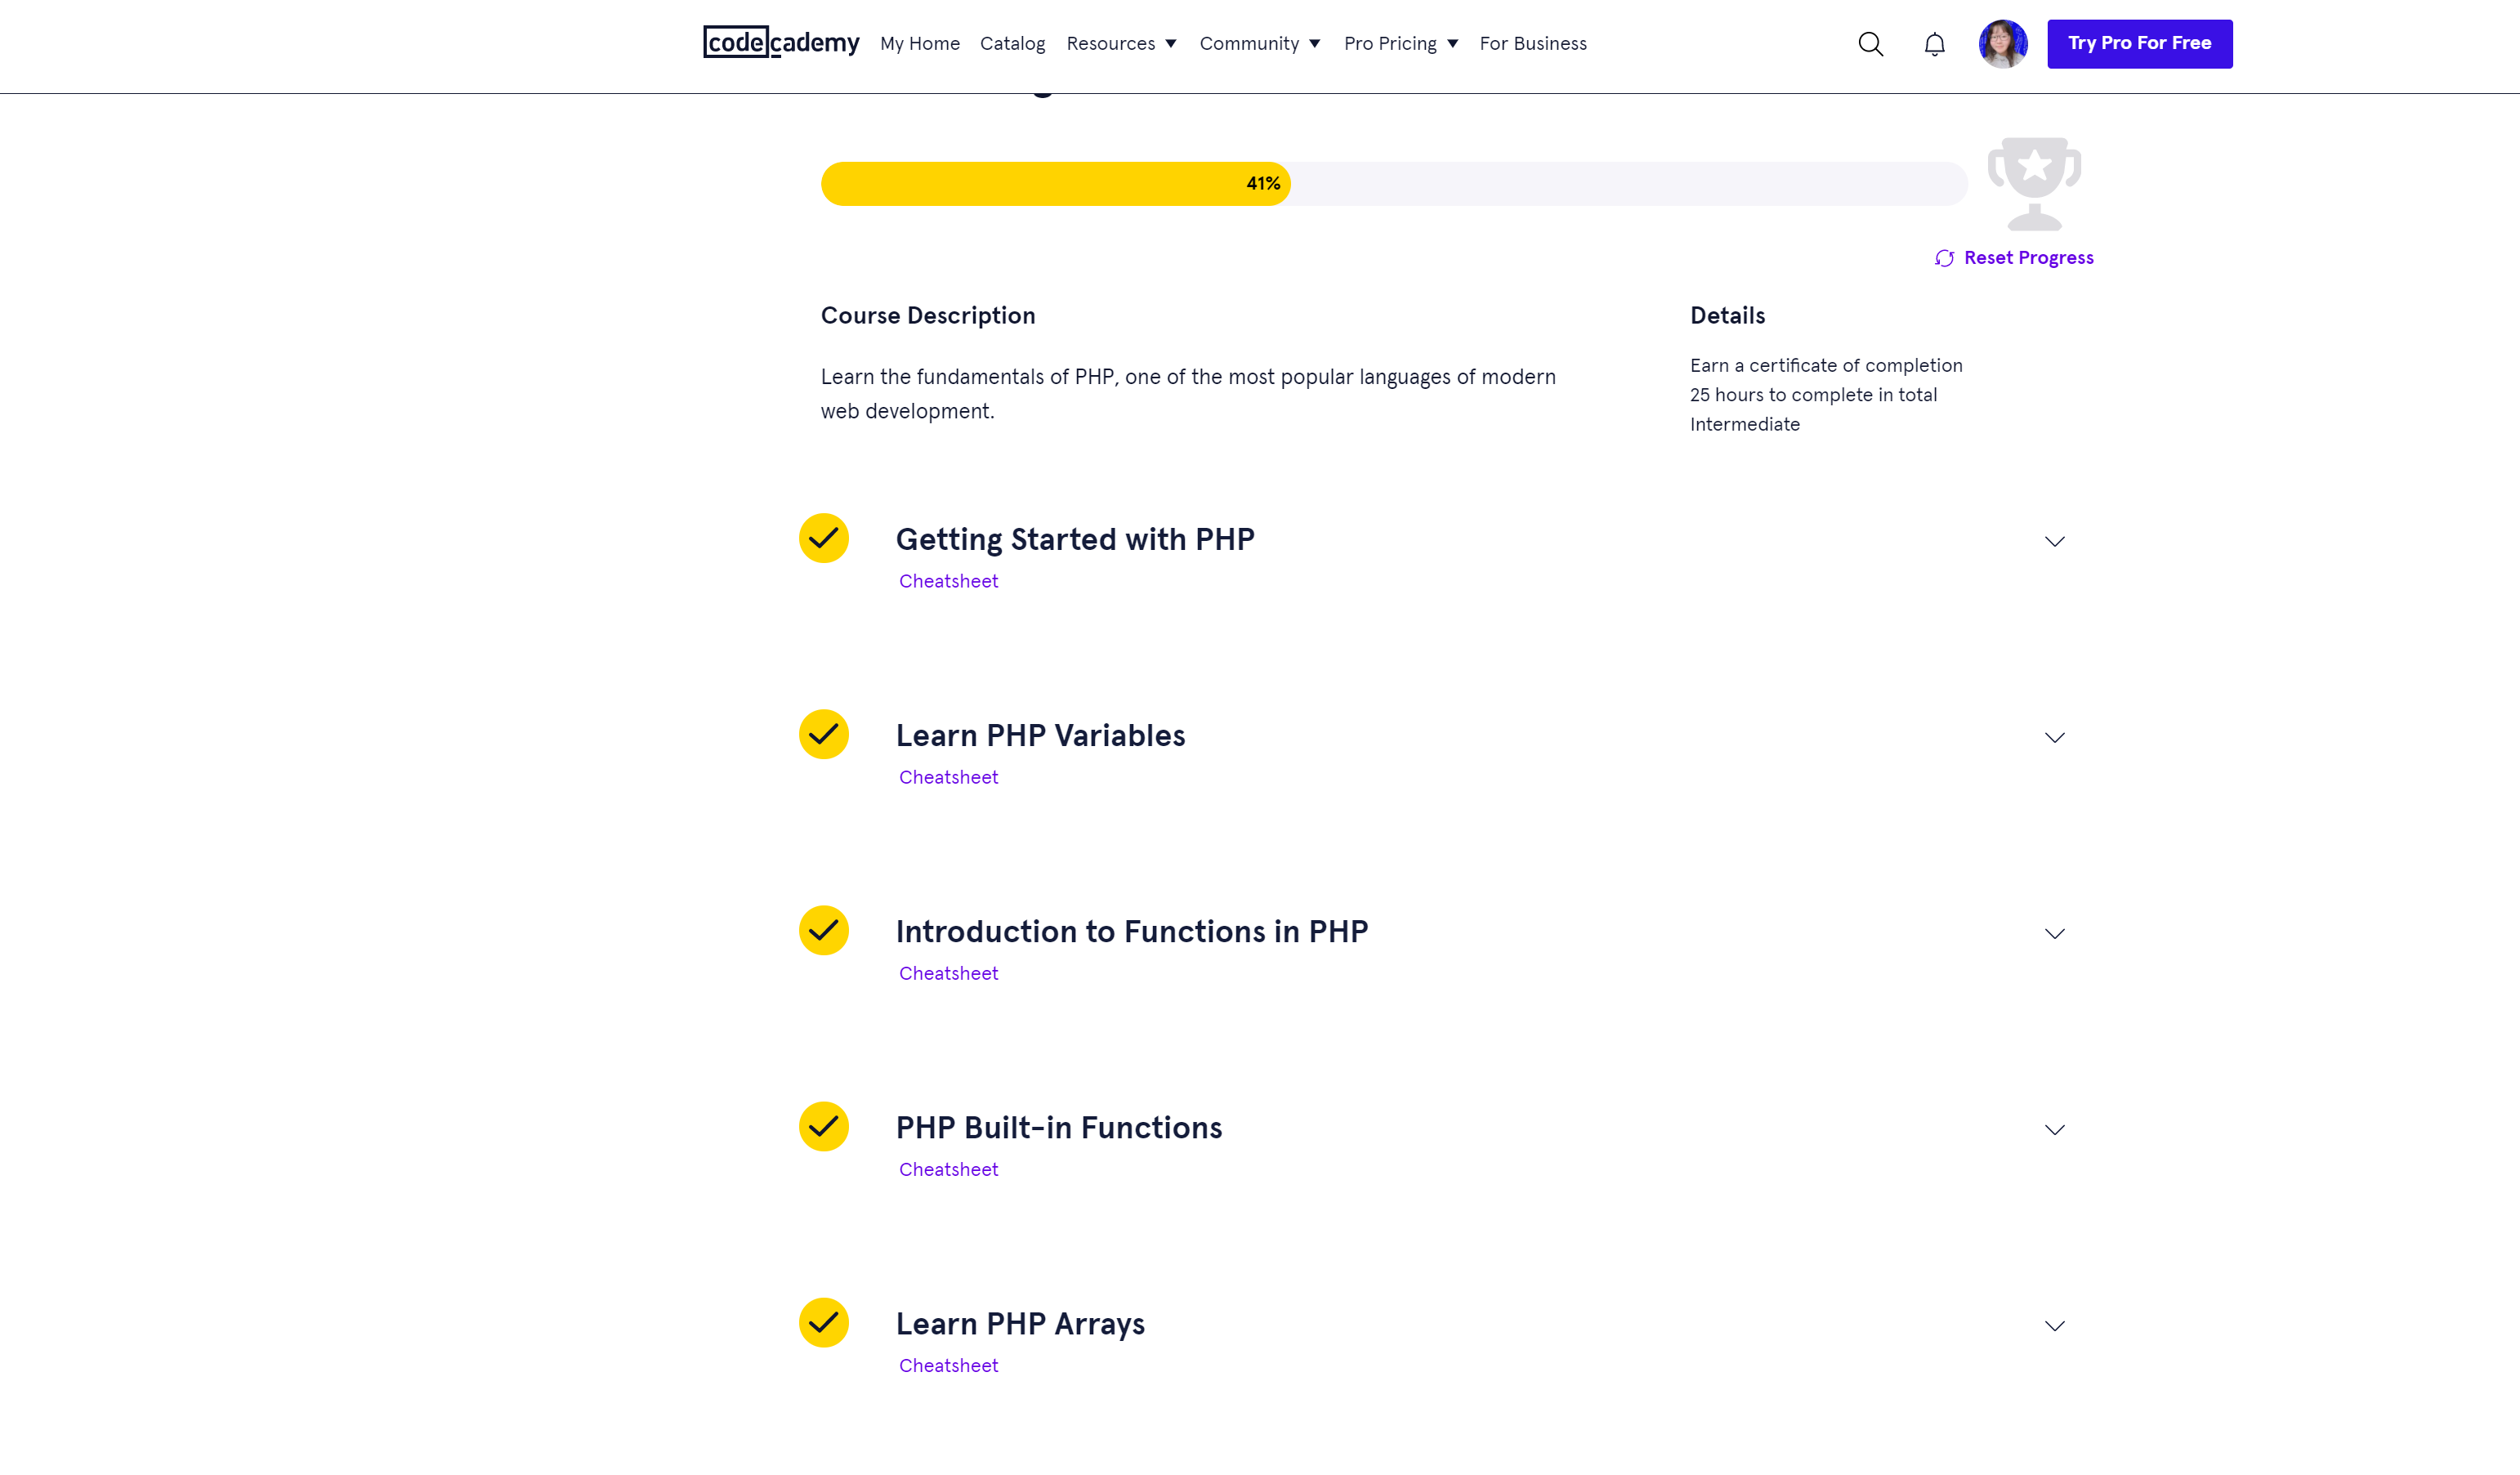 codecademy My Home Catalog Resources Community Pro Pricing For Business Try Pro For Free
41%
Reset Progress
Course Description
Learn the fundamentals of PHP, one of the most popular languages of modern
web development.
Details
Earn a certificate of completion
25 hours to complete in total
Intermediate
Getting Started with PHP
Cheatsheet
Learn PHP Variables
Cheatsheet
Introduction to Functions in PHP
Cheatsheet
PHP Built-in Functions
Cheatsheet
Learn PHP Arrays
Cheatsheet